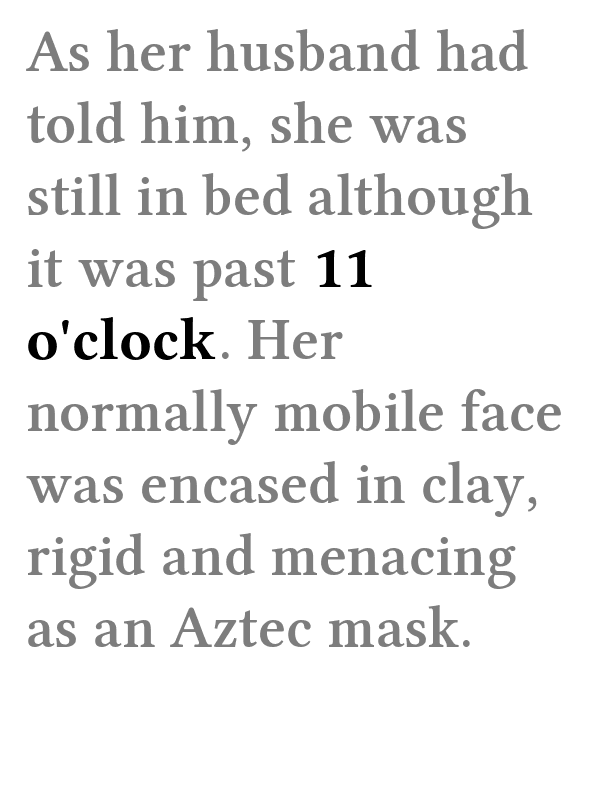 As her husband had
told him, she was
still in bed although
it was past 11
o'clock. Her
normally mobile face
was encased in clay,
rigid and menacing
as an Aztec mask.